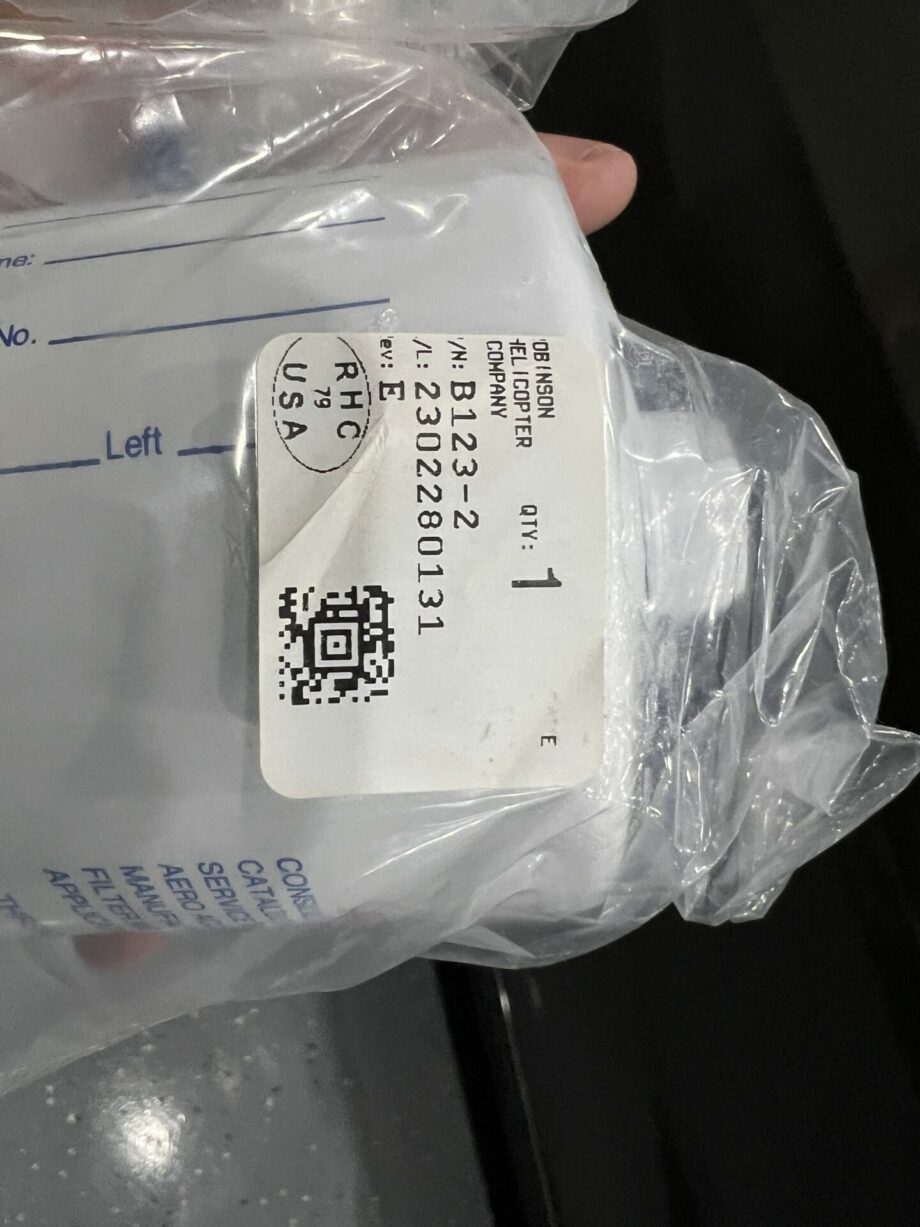 OBINSON
HELICOPTER
COMPANY
QTY: 1
/N: B123-2
/L: 2302280131
ev: E
RHC
79
USA
E
me:
No.
Left
CONS
CATAL
SERVIC
AERO
MANUF
FILTER
APPLIC